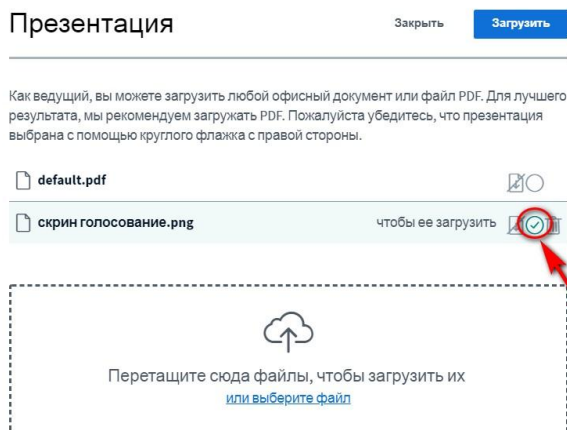 Презентация
Закрыть
Загрузить
Как ведущий, вы можете загрузить любой офисный документ или файл PDF. Для лучшего
результата, мы рекомендуем загружать PDF. Пожалуйста убедитесь, что презентация
выбрана с помощью круглого флажка с правой стороны.
default.pdf
скрин голосование.png чтобы ее загрузить
Перетащите сюда файлы, чтобы загрузить их
или выберите файл